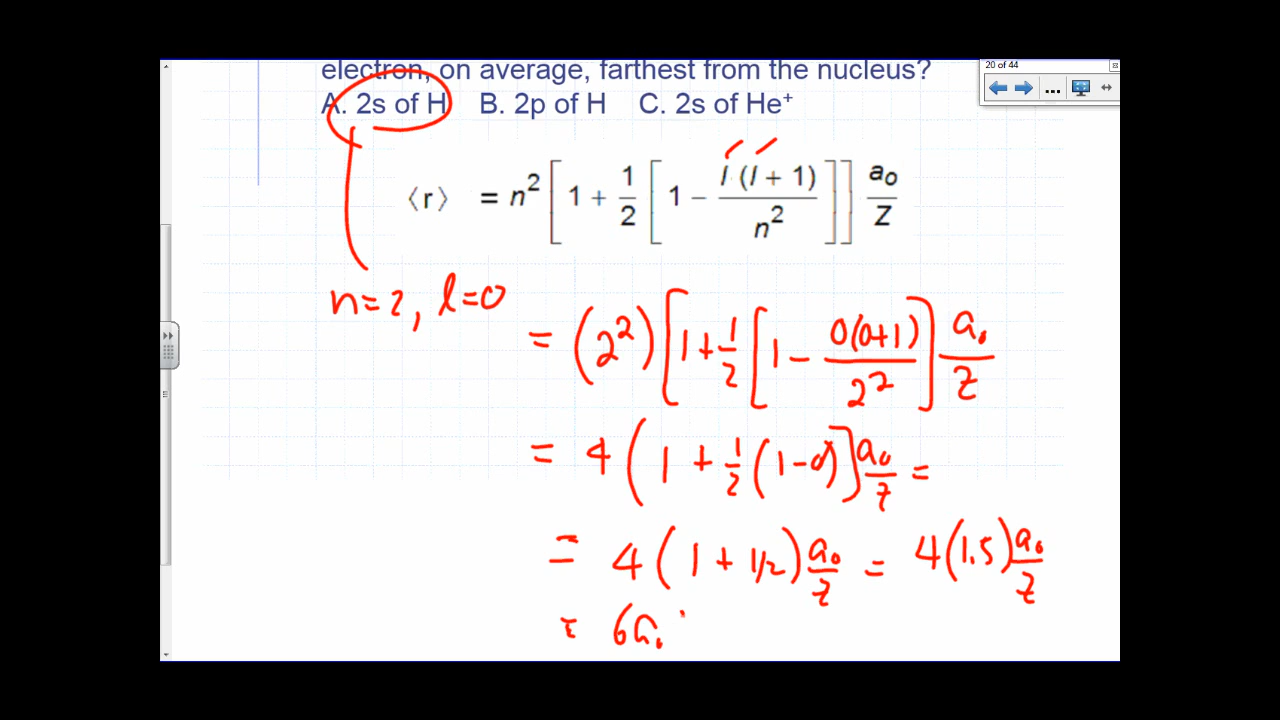 electron, on average, farthest from the nucleus?
A. 2s of H B. 2p of H C. 2s of He⁺
20 of 44
⟨r⟩ = n² [ 1 + 1/2 [ 1 − l (l + 1) / n² ] ] a₀ / Z
n=2, l=0
= (2²) [ 1 + 1/2 [ 1 − 0(0+1) / 2² ] a₀ / Z
= 4 ( 1 + 1/2 (1−0) ] a₀ / Z =
= 4 ( 1 + 1/2 ) a₀ / Z = 4(1.5) a₀ / Z
= 6a₀